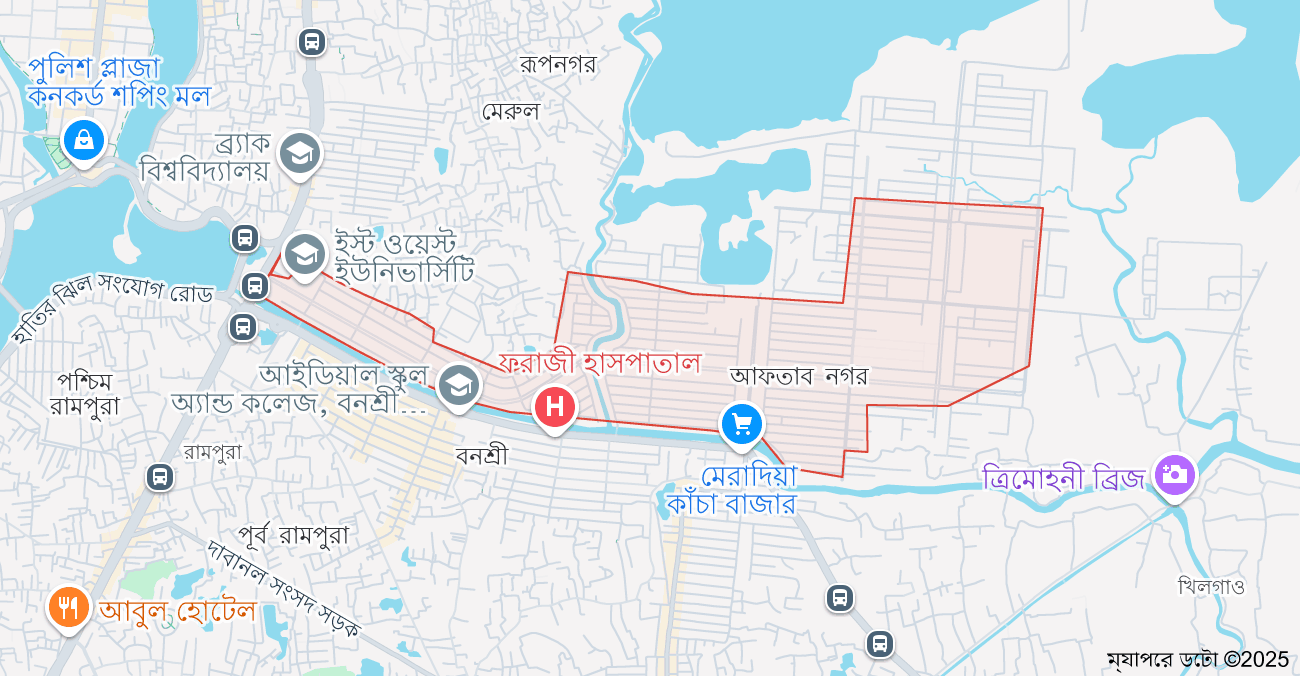 রূপনগর
পুলিশ প্লাজা
কনকর্ড শপিং মল
মেরুল
ব্র্যাক
বিশ্ববিদ্যালয়
ইস্ট ওয়েস্ট
ইউনিভার্সিটি
হাতির ঝিল সংযোগ রোড
ফরাজী হাসপাতাল
আইডিয়াল স্কুল
অ্যান্ড কলেজ, বনশ্রী...
আফতাব নগর
পশ্চিম
রামপুরা
রামপুরা
বনশ্রী
মেরাদিয়া
কাঁচা বাজার
ত্রিমোহনী ব্রিজ
পূর্ব রামপুরা
দাবানল সংসদ সড়ক
খিলগাও
আবুল হোটেল
ম্যাপরে ডটো ©2025